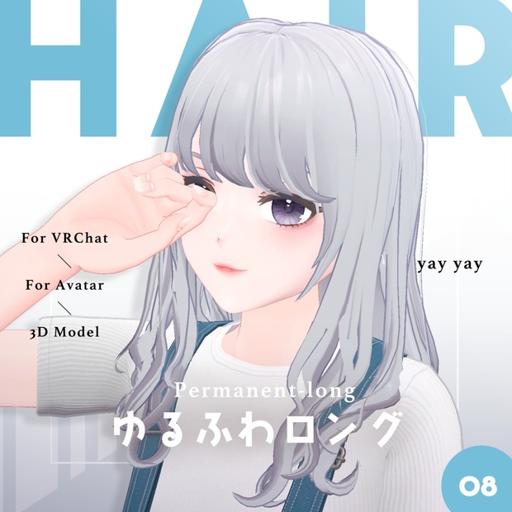 HAIR
For VRChat
For Avatar
3D Model
yay yay
Permanent-long
ゆるふわロング
08